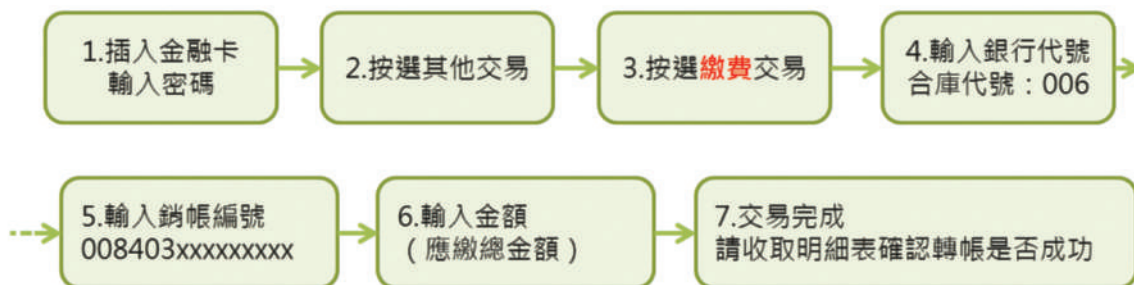 1.插入金融卡
輸入密碼
2.按選其他交易
3.按選繳費交易
4.輸入銀行代號
合庫代號：006
5.輸入銷帳編號
008403xxxxxxxxx
6.輸入金額
（應繳總金額）
7.交易完成
請收取明細表確認轉帳是否成功